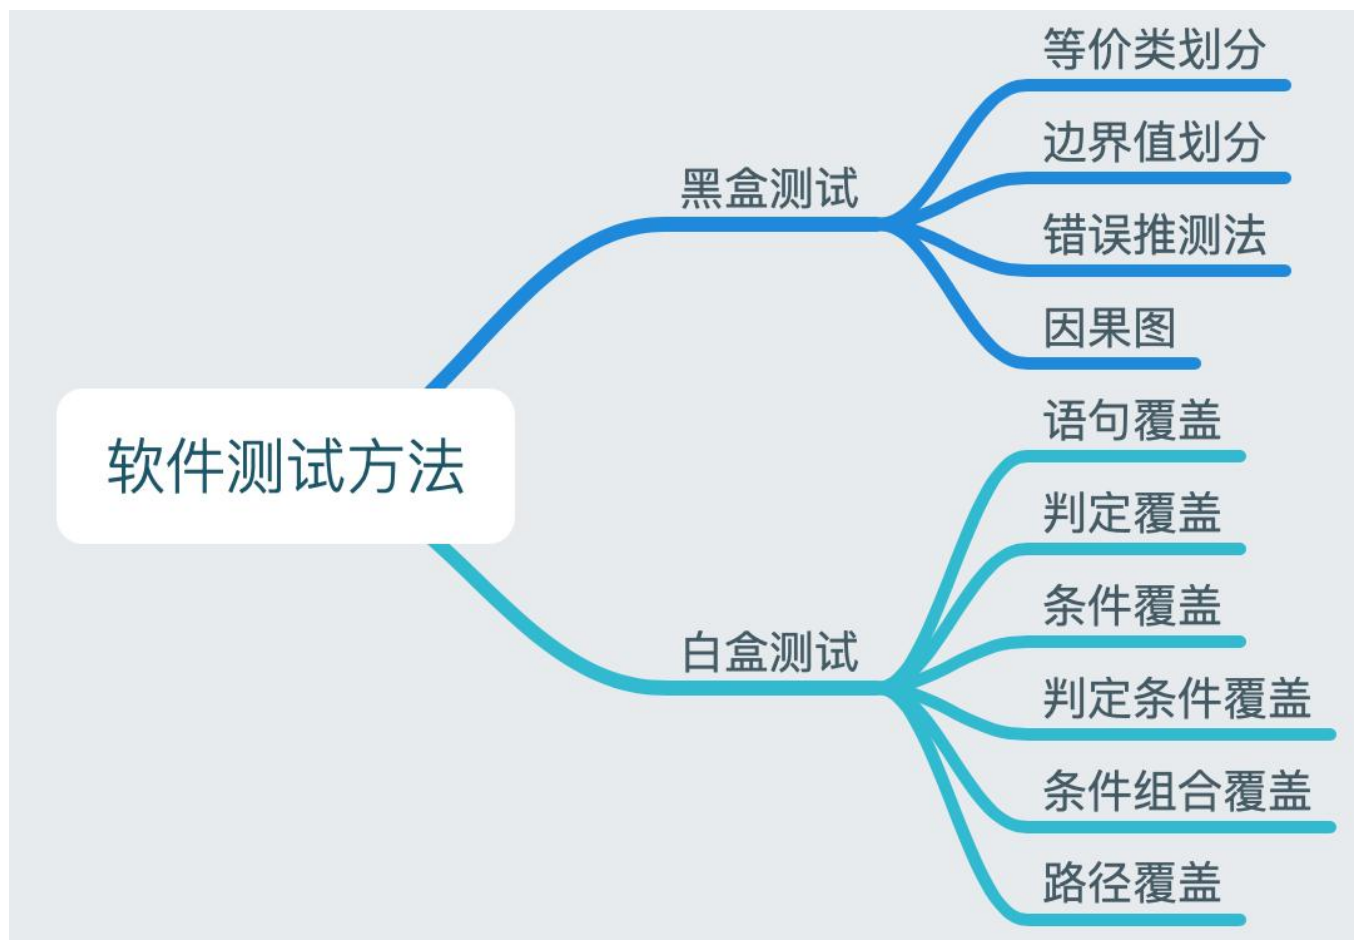 软件测试方法
黑盒测试
等价类划分
边界值划分
错误推测法
因果图
白盒测试
语句覆盖
判定覆盖
条件覆盖
判定条件覆盖
条件组合覆盖
路径覆盖